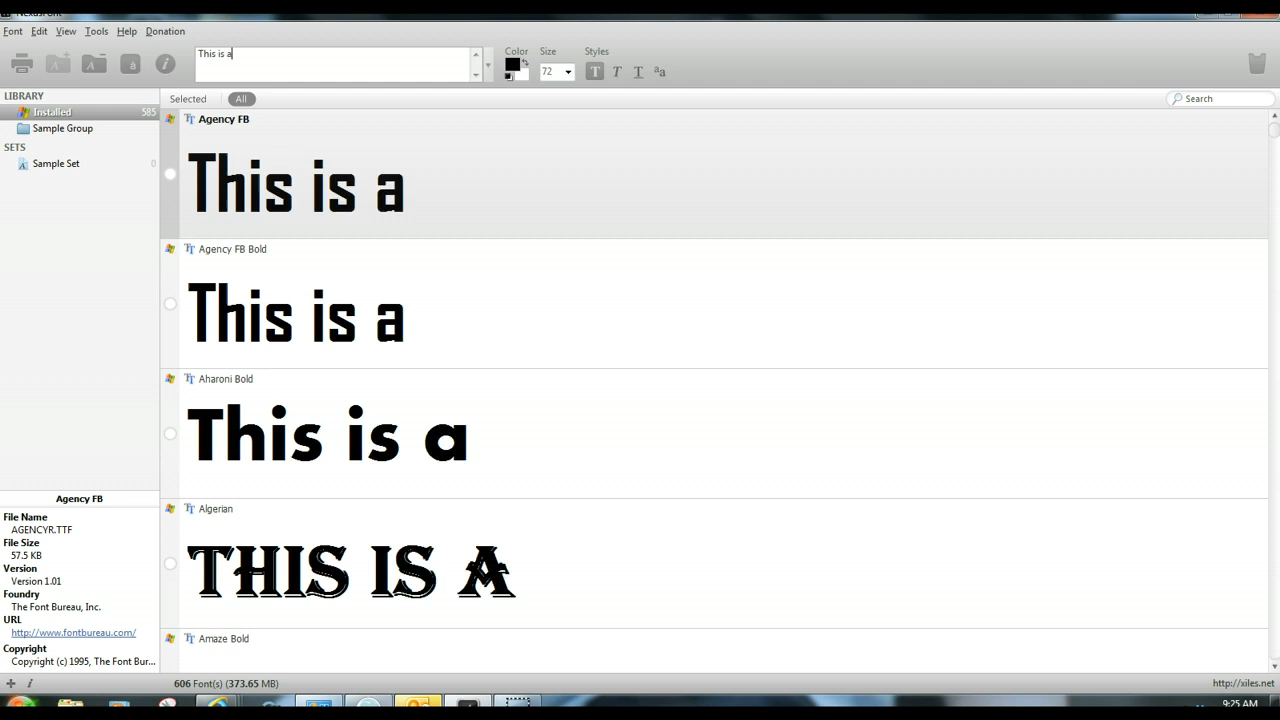 NexusFont
Font Edit View Tools Help Donation
This is a
Color Size Styles
72
T T T aa
LIBRARY
Installed 585
Sample Group
SETS
Sample Set 0
Selected All
Search
Agency FB
This is a
Agency FB Bold
This is a
Aharoni Bold
This is a
Algerian
THIS IS A
Amaze Bold
Agency FB
File Name
AGENCYR.TTF
File Size
57.5 KB
Version
Version 1.01
Foundry
The Font Bureau, Inc.
URL
http://www.fontbureau.com/
Copyright
Copyright (c) 1995, The Font Bur...
606 Font(s) (373.65 MB)
http://xiles.net
9:25 AM